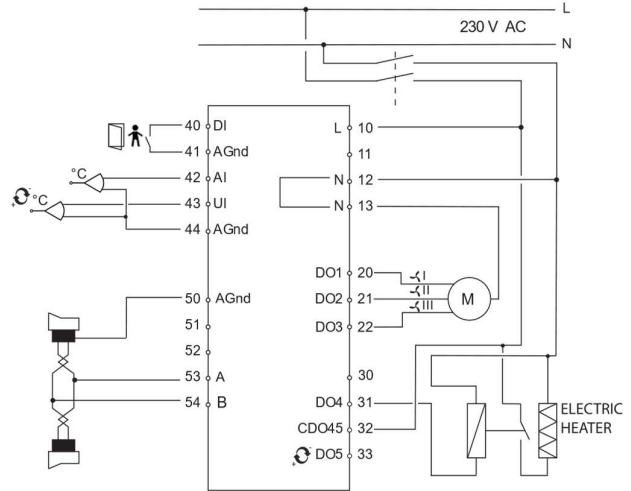 L
230 V AC
N
40 DI
41 AGnd
42 AI
43 UI
44 AGnd
°C
°C
50 AGnd
51
52
53 A
54 B
L 10
11
N 12
N 13
DO1 20
DO2 21
DO3 22
I
II
III
M
30
DO4 31
CDO45 32
DO5 33
ELECTRIC
HEATER